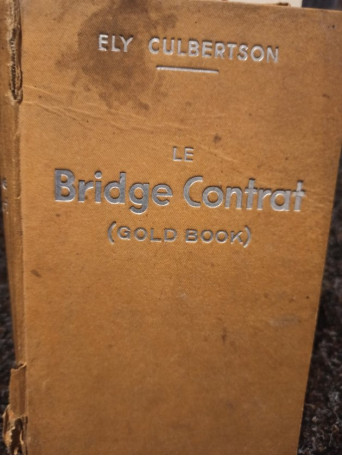 ELY CULBERTSON
LE
Bridge Contrat
(GOLD BOOK)